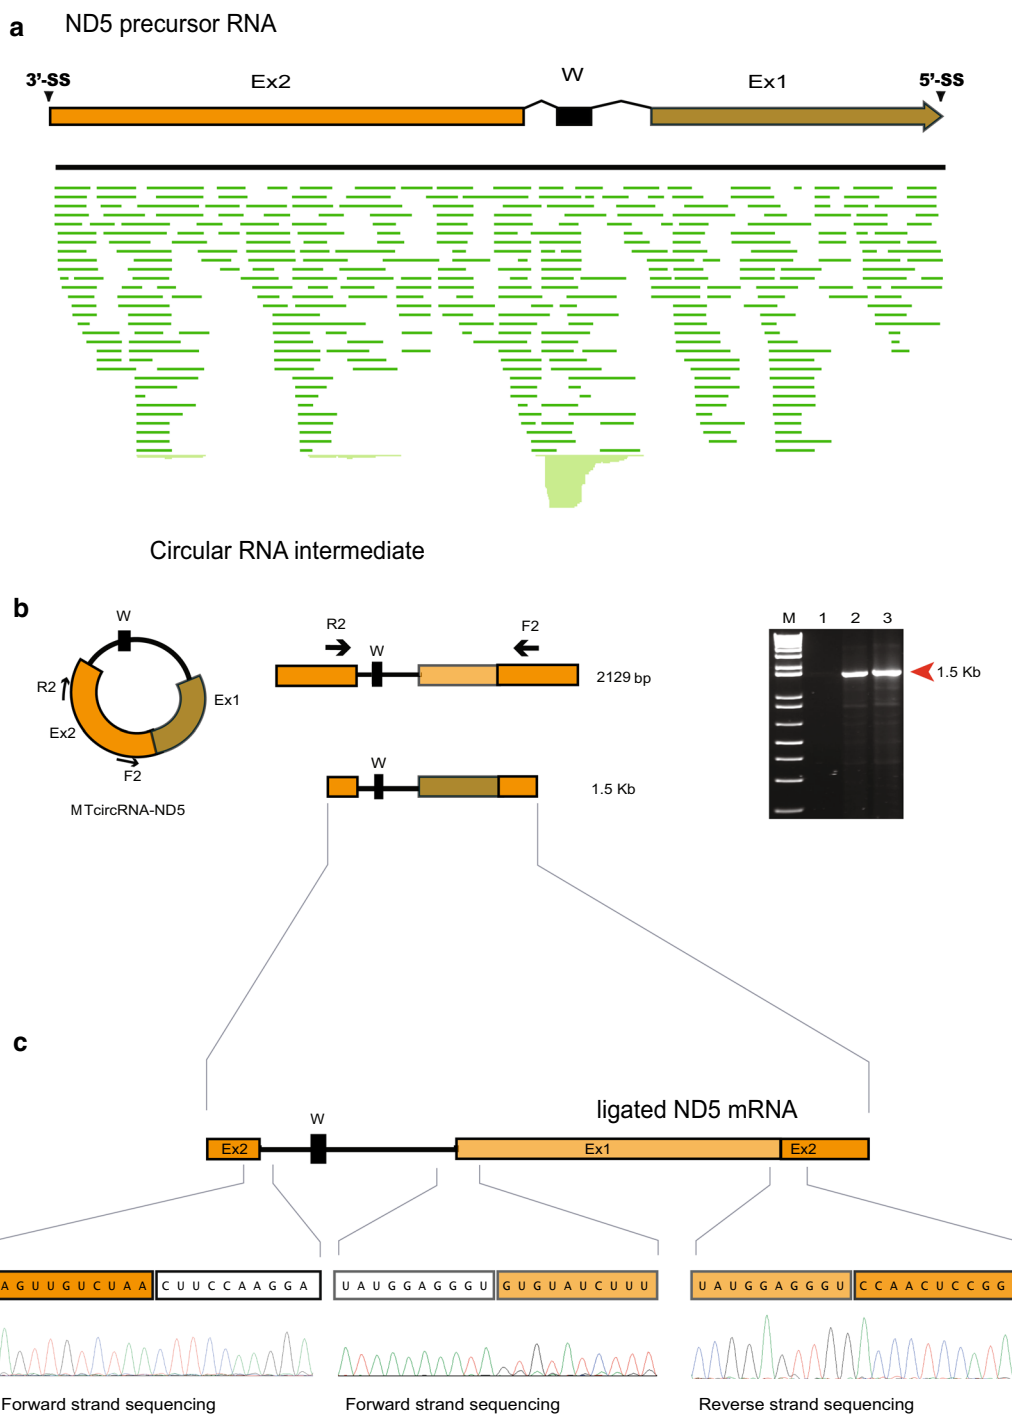 a ND5 precursor RNA
3'-SS Ex2 W Ex1 5'-SS
Circular RNA intermediate
b
W
R2
Ex2
Ex1
F2
MTcircRNA-ND5
R2 F2
W
2129 bp
W
1.5 Kb
M 1 2 3
1.5 Kb
c
ligated ND5 mRNA
W
Ex2 Ex1 Ex2
A G U U G U C U A A C U U C C A A G G A
U A U G G A G G G U G U G U A U C U U U
U A U G G A G G G U C C A A C U C C G G
Forward strand sequencing
Forward strand sequencing
Reverse strand sequencing